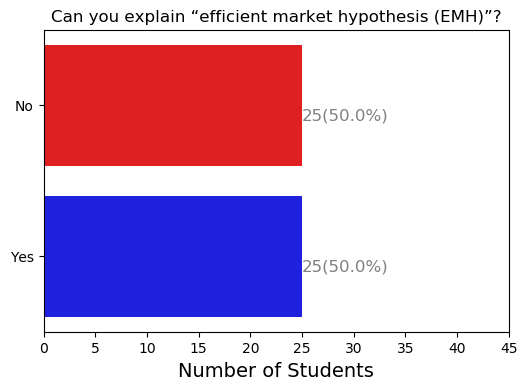 Can you explain “efficient market hypothesis (EMH)”?
No
25(50.0%)
Yes
25(50.0%)
0 5 10 15 20 25 30 35 40 45
Number of Students